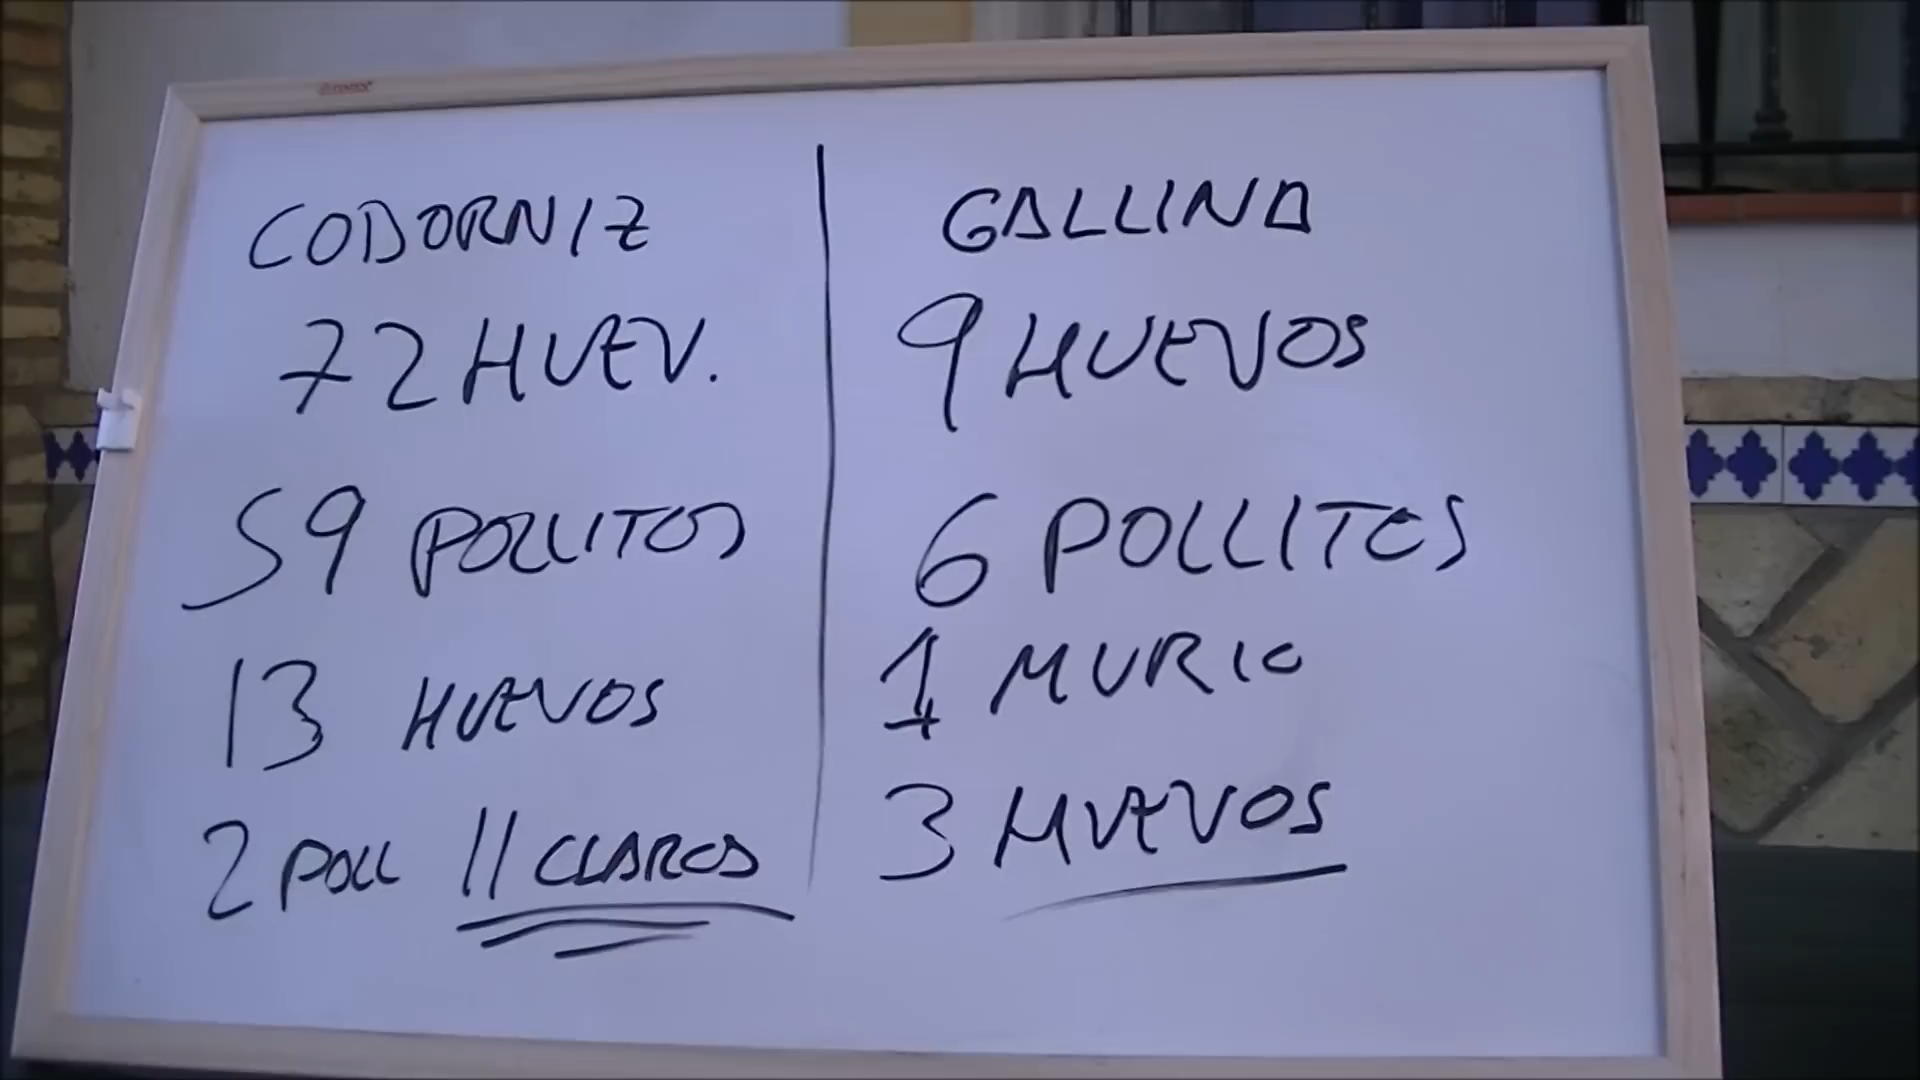 CODORNIZ
72 HUEV.
59 POLLITOS
13 HUEVOS
2 POLL 11 CLAROS
GALLINA
9 HUEVOS
6 POLLITOS
1 MURIO
3 HUEVOS